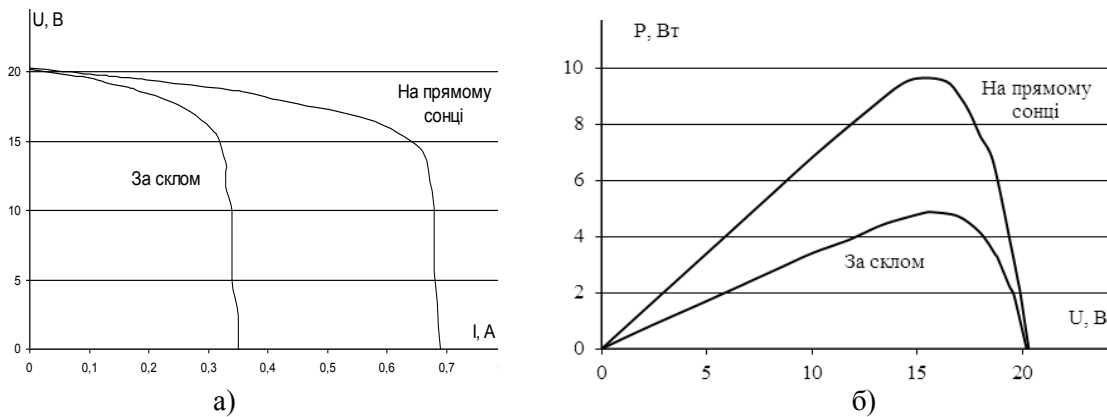 U, В
20
15
10
5
0
0
0,1
0,2
0,3
0,4
0,5
0,6
0,7
I, А
На прямому
сонці
За склом
а)
P, Вт
10
8
6
4
2
0
0
5
10
15
20
U, В
На прямому
сонці
За склом
б)